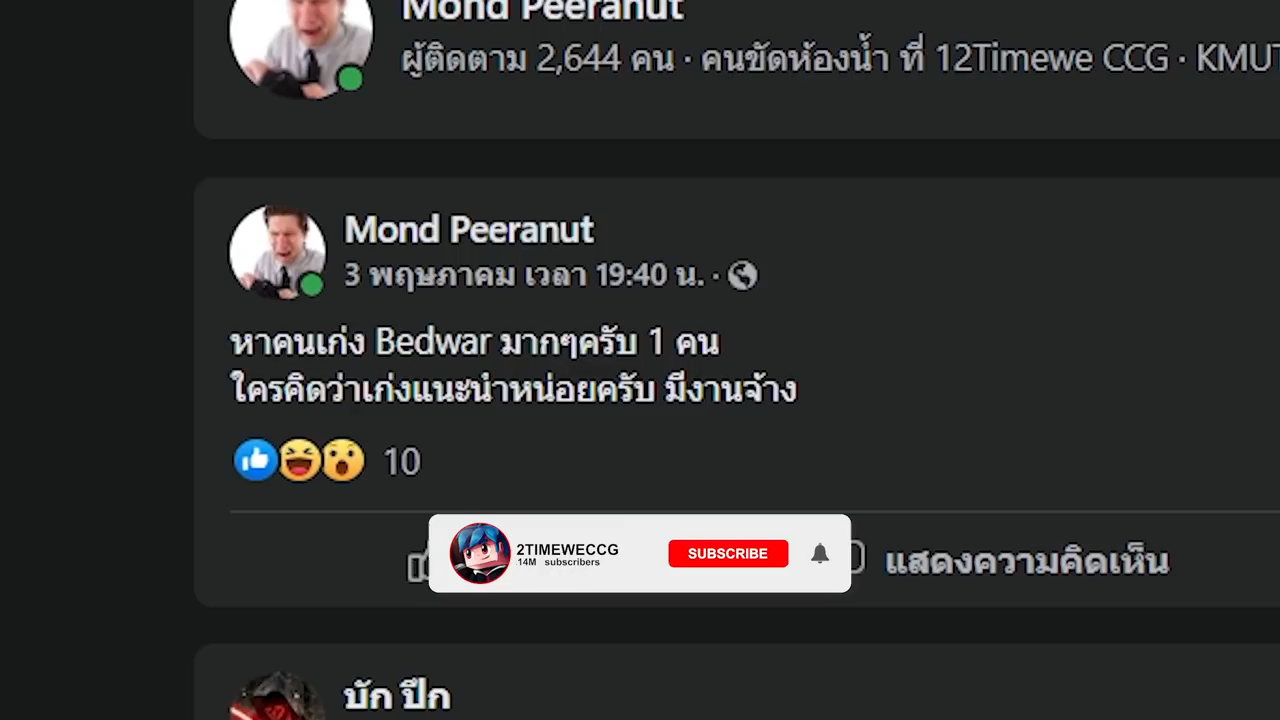 Mond Peeranut
ผู้ติดตาม 2,644 คน · คนขัดห้องน้ำ ที่ 12Timewe CCG · KMUT
Mond Peeranut
3 พฤษภาคม เวลา 19:40 น. ·
หาคนเก่ง Bedwar มากๆครับ 1 คน
ใครคิดว่าเก่งแนะนำหน่อยครับ มีงานจ้าง
10
2TIMEWECCG
14M subscribers
SUBSCRIBE
แสดงความคิดเห็น
บัก ปึก